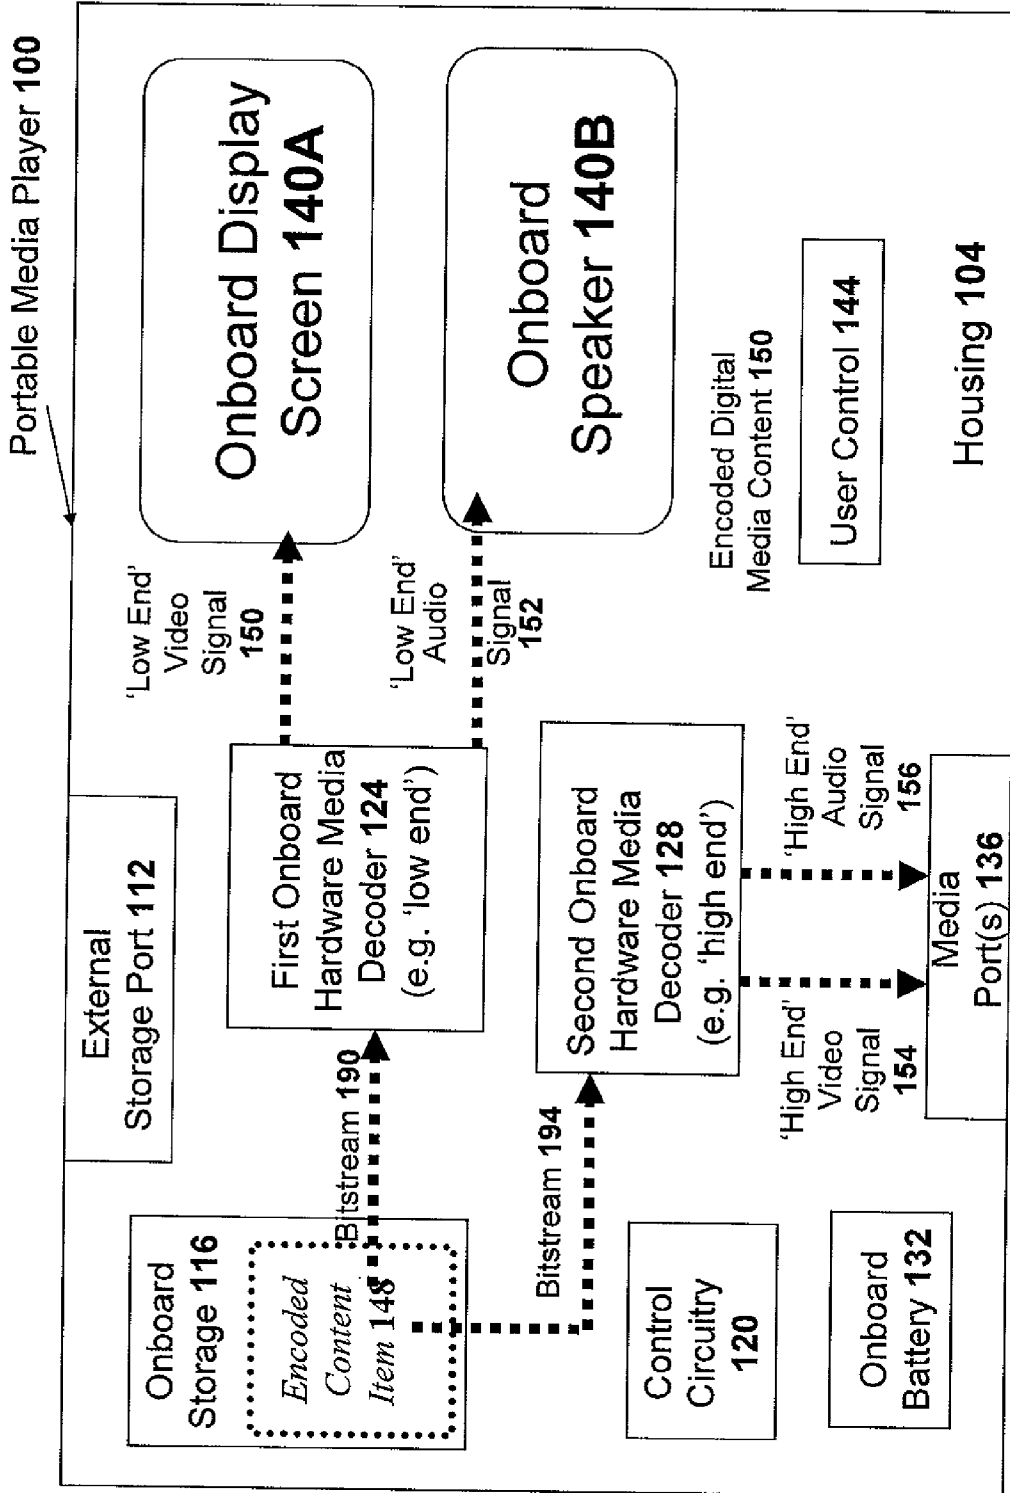 Portable Media Player 100
External
Storage Port 112
Onboard
Storage 116
Encoded
Content
Item 148
Bitstream 190
First Onboard
Hardware Media
Decoder 124
(e.g. 'low end')
'Low End'
Video
Signal
150
Onboard Display
Screen 140A
'Low End'
Audio
Signal
152
Onboard
Speaker 140B
Bitstream 194
Second Onboard
Hardware Media
Decoder 128
(e.g. 'high end')
Encoded Digital
Media Content 150
Control
Circuitry
120
'High End'
Video
Signal
154
'High End'
Audio
Signal
156
User Control 144
Onboard
Battery 132
Media
Port(s) 136
Housing 104